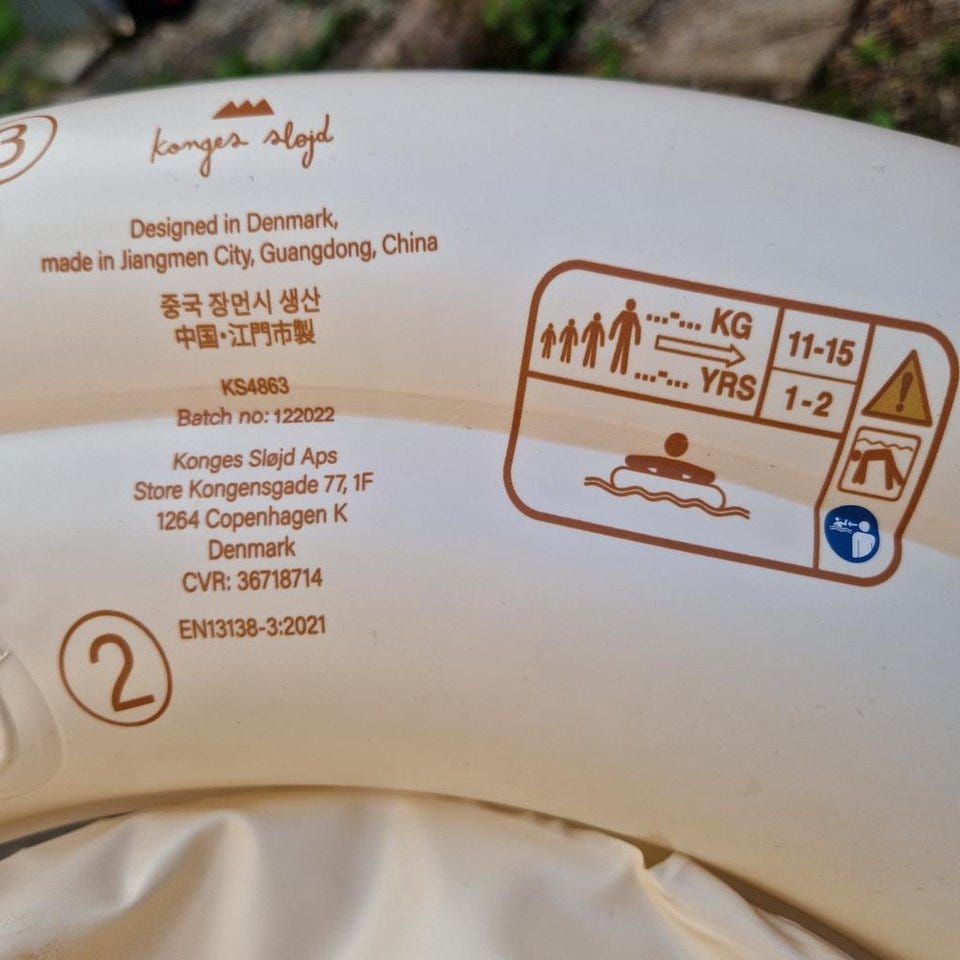 3
konges sløjd
Designed in Denmark,
made in Jiangmen City, Guangdong, China
중국 장먼시 생산
中国·江門市製
KS4863
Batch no: 122022
Konges Sløjd Aps
Store Kongensgade 77, 1F
1264 Copenhagen K
Denmark
CVR: 36718714
EN13138-3:2021
2
...-... KG
...-... YRS
11-15
1-2